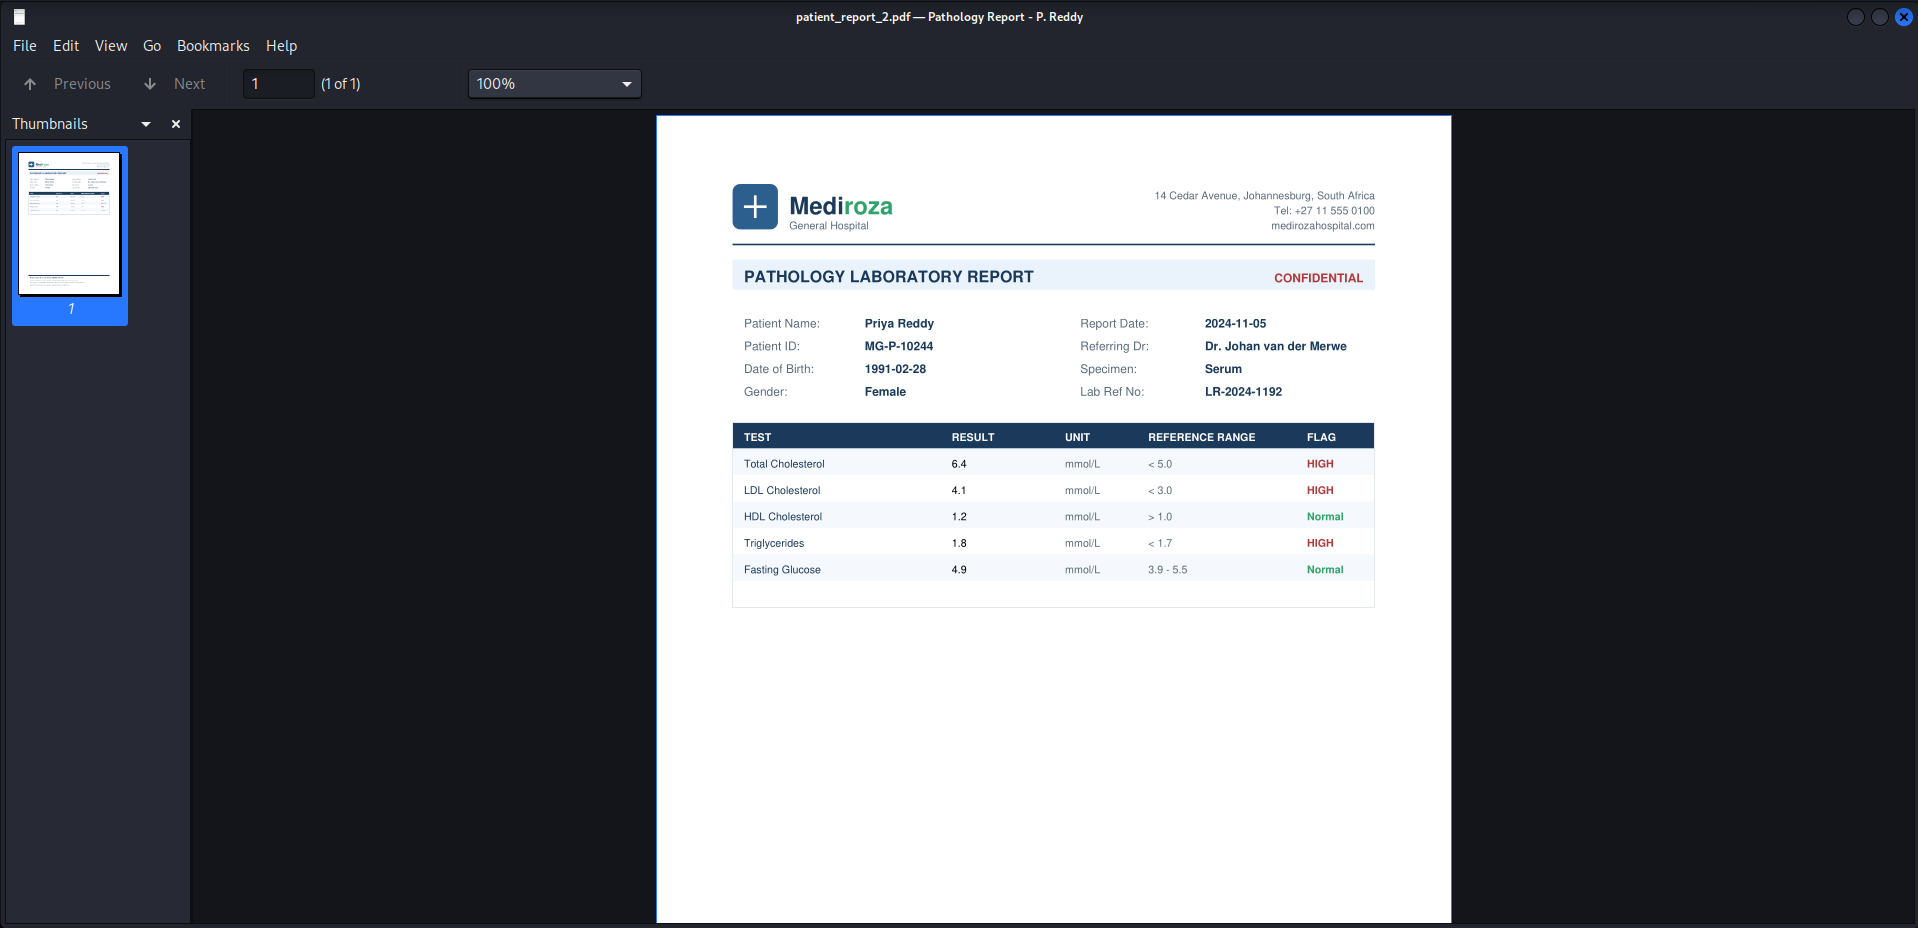 patient_report_2.pdf — Pathology Report - P. Reddy
File Edit View Go Bookmarks Help
Previous Next 1 (1 of 1) 100%
Thumbnails
1
Mediroza
General Hospital
14 Cedar Avenue, Johannesburg, South Africa
Tel: +27 11 555 0100
medirozahospital.com
PATHOLOGY LABORATORY REPORT CONFIDENTIAL
Patient Name: Priya Reddy Report Date: 2024-11-05
Patient ID: MG-P-10244 Referring Dr: Dr. Johan van der Merwe
Date of Birth: 1991-02-28 Specimen: Serum
Gender: Female Lab Ref No: LR-2024-1192
TEST RESULT UNIT REFERENCE RANGE FLAG
Total Cholesterol 6.4 mmol/L < 5.0 HIGH
LDL Cholesterol 4.1 mmol/L < 3.0 HIGH
HDL Cholesterol 1.2 mmol/L > 1.0 Normal
Triglycerides 1.8 mmol/L < 1.7 HIGH
Fasting Glucose 4.9 mmol/L 3.9 - 5.5 Normal